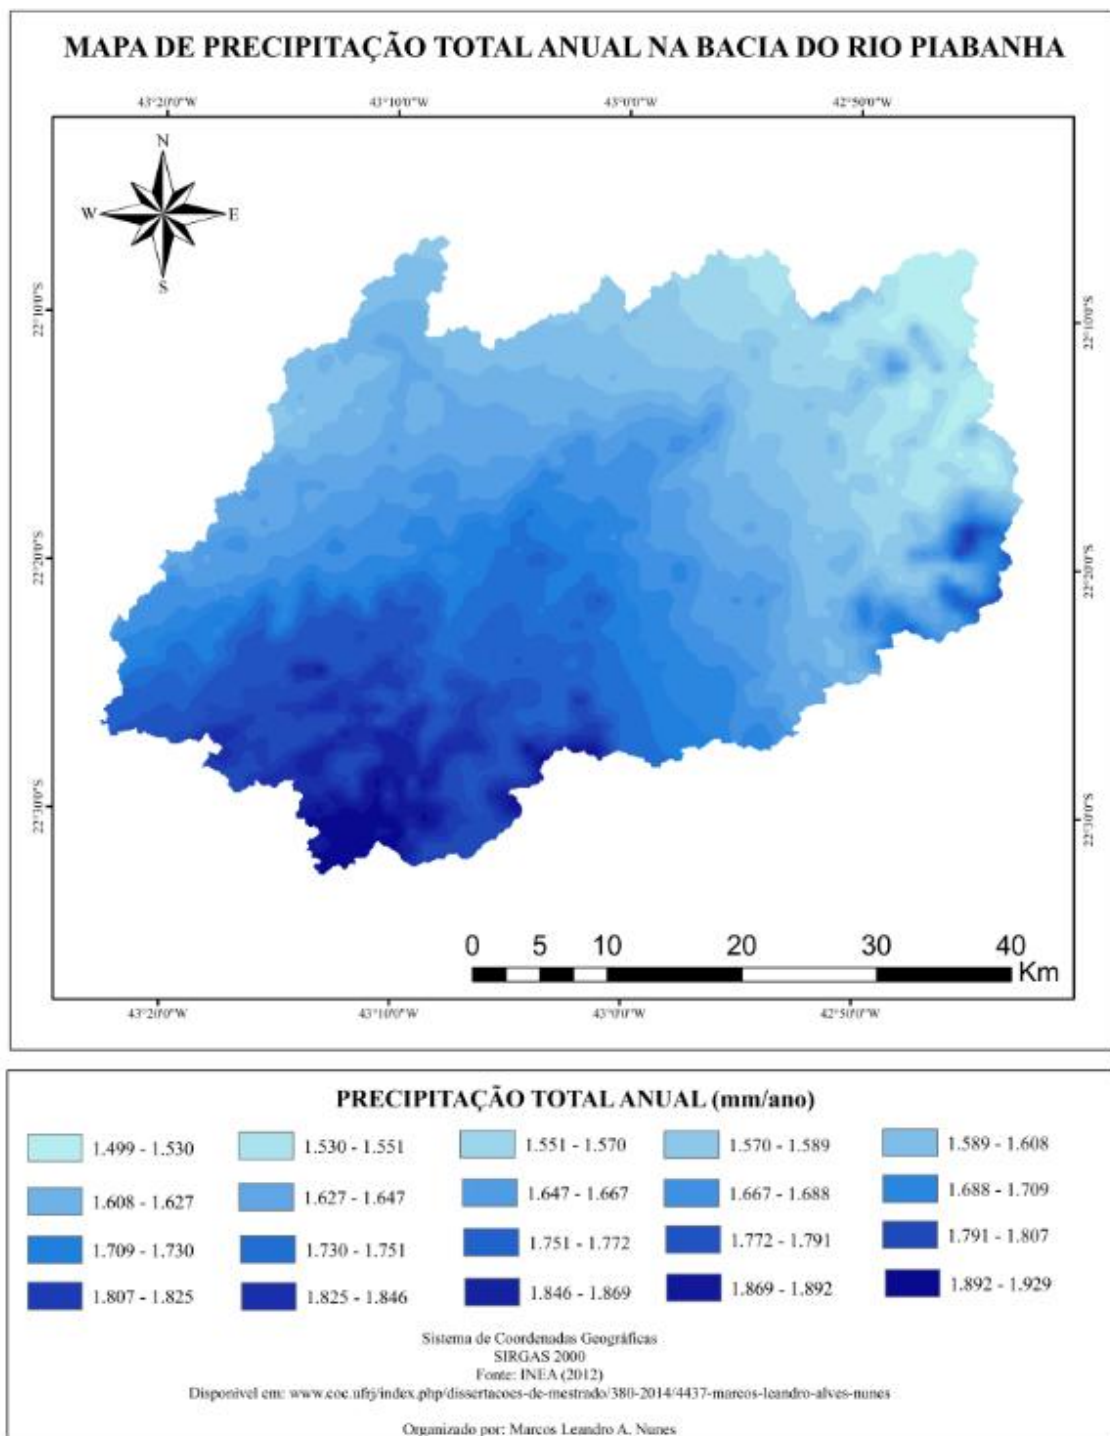 MAPA DE PRECIPITAÇÃO TOTAL ANUAL NA BACIA DO RIO PIABANHA
43°20'0"W 43°10'0"W 43°0'0"W 42°50'0"W
N
W E
S
22°10'0"S 22°10'0"S
22°20'0"S 22°20'0"S
22°30'0"S 22°30'0"S
0 5 10 20 30 40
Km
43°20'0"W 43°10'0"W 43°0'0"W 42°50'0"W
PRECIPITAÇÃO TOTAL ANUAL (mm/ano)
1.499 - 1.530 1.530 - 1.551 1.551 - 1.570 1.570 - 1.589 1.589 - 1.608
1.608 - 1.627 1.627 - 1.647 1.647 - 1.667 1.667 - 1.688 1.688 - 1.709
1.709 - 1.730 1.730 - 1.751 1.751 - 1.772 1.772 - 1.791 1.791 - 1.807
1.807 - 1.825 1.825 - 1.846 1.846 - 1.869 1.869 - 1.892 1.892 - 1.929
Sistema de Coordenadas Geográficas
SIRGAS 2000
Fonte: INEA (2012)
Disponivel em: www.coc.ufrj/index.php/dissertacoes-de-mestrado/380-2014/4437-marcos-leandro-alves-nunes
Organizado por: Marcos Leandro A. Nunes